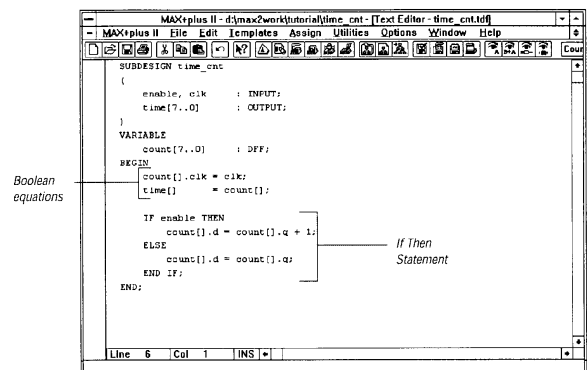 MAX+plus II - d:\max2work\tutorial\time_cnt - [Text Editor - time_cnt.tdf]
MAX+plus II File Edit Templates Assign Utilities Options Window Help
Cour
SUBDESIGN time_cnt
(
enable, clk : INPUT;
time[7..0] : OUTPUT;
)
VARIABLE
count[7..0] : DFF;
BEGIN
count[].clk = clk;
time[] = count[];
Boolean
equations
IF enable THEN
count[].d = count[].q + 1;
ELSE
count[].d = count[].q;
END IF;
END;
If Then
Statement
Line 6 Col 1 INS